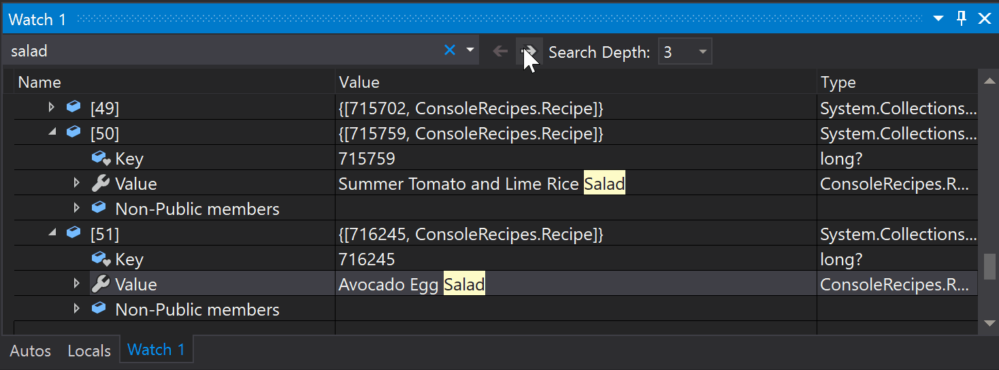 Watch 1
salad Search Depth: 3
Name Value Type
[49] {[715702, ConsoleRecipes.Recipe]} System.Collections...
[50] {[715759, ConsoleRecipes.Recipe]} System.Collections...
Key 715759 long?
Value Summer Tomato and Lime Rice Salad ConsoleRecipes.R...
Non-Public members
[51] {[716245, ConsoleRecipes.Recipe]} System.Collections...
Key 716245 long?
Value Avocado Egg Salad ConsoleRecipes.R...
Non-Public members
Autos Locals Watch 1